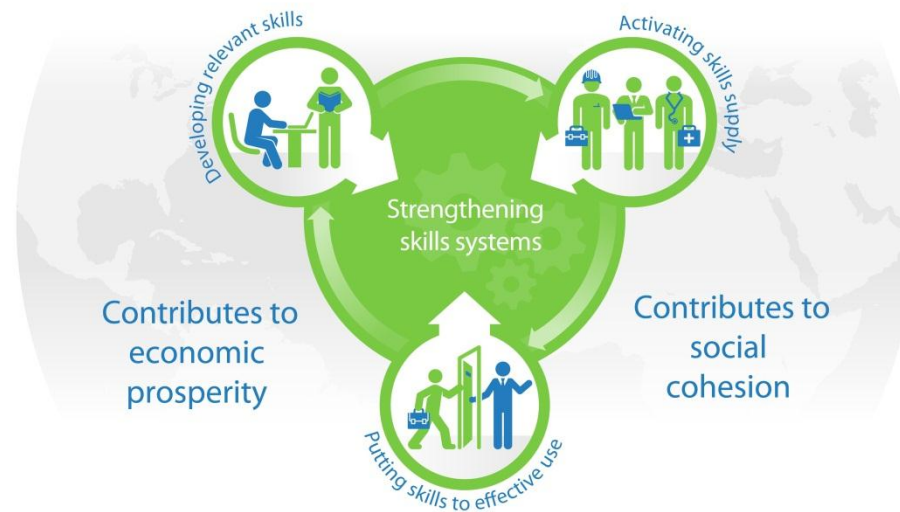 Developing relevant skills
Activating skills supply
Strengthening
skills systems
Contributes to
economic
prosperity
Contributes to
social
cohesion
Putting skills to effective use